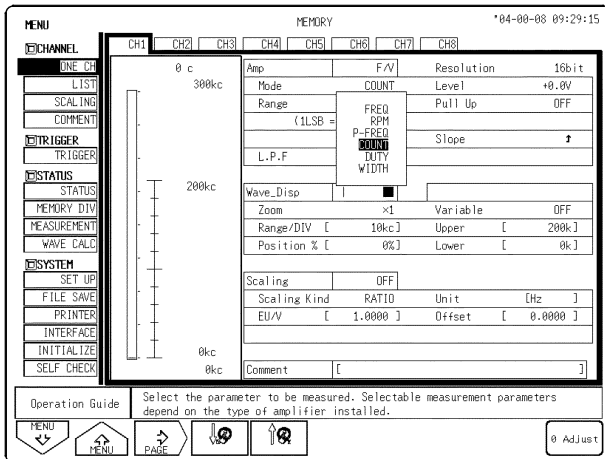 MENU
MEMORY
'04-00-08 09:29:15
CHANNEL
ONE CH
LIST
SCALING
COMMENT
TRIGGER
TRIGGER
STATUS
STATUS
MEMORY DIV
MEASUREMENT
WAVE CALC
SYSTEM
SET UP
FILE SAVE
PRINTER
INTERFACE
INITIALIZE
SELF CHECK
CH1 CH2 CH3 CH4 CH5 CH6 CH7 CH8
0 c
300kc
200kc
0kc
0kc
Amp F/V Resolution 16bit
Mode COUNT Level +0.0V
Range Pull Up OFF
(1LSB =
FREQ
RPM
P-FREQ
COUNT
DUTY
WIDTH
Slope ↑
L.P.F
Wave_Disp
Zoom ×1 Variable OFF
Range/DIV [ 10kc] Upper [ 200k]
Position % [ 0%] Lower [ 0k]
Scaling OFF
Scaling Kind RATIO Unit [Hz ]
EU/V [ 1.0000 ] Offset [ 0.0000 ]
Comment [ ]
Operation Guide
Select the parameter to be measured. Selectable measurement parameters
depend on the type of amplifier installed.
MENU
MENU
PAGE
0 Adjust